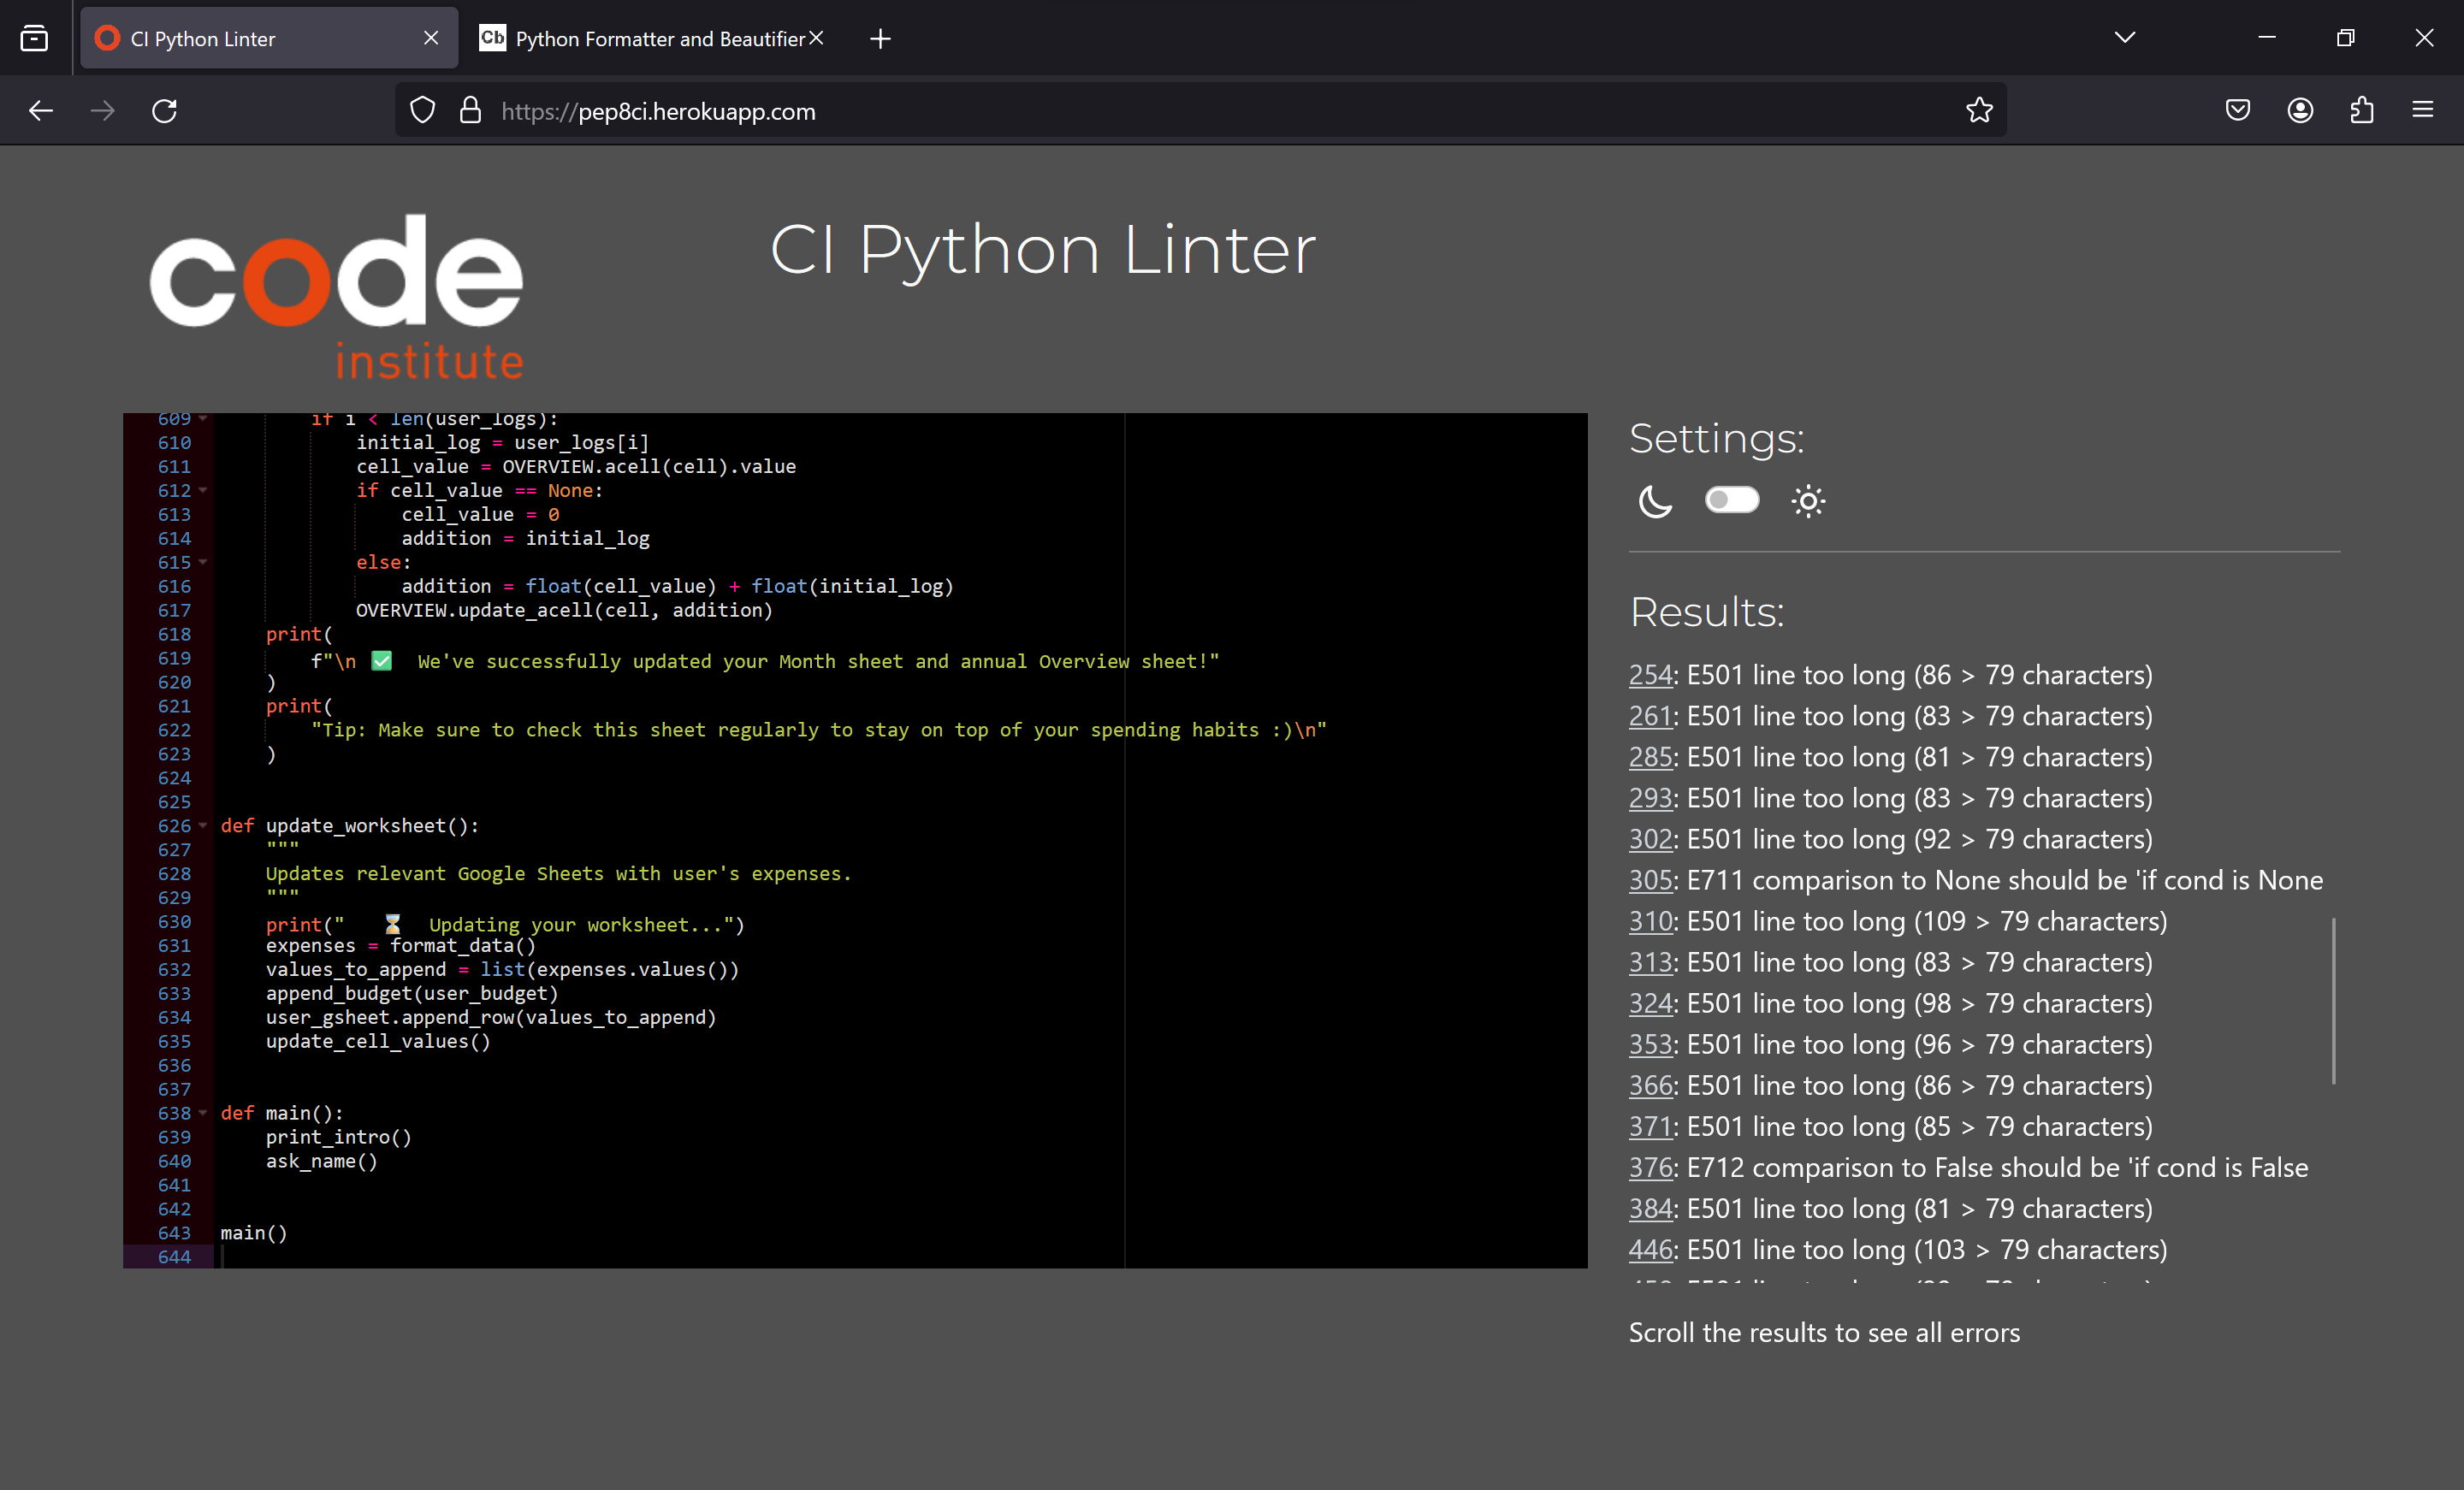 CI Python Linter
Cb Python Formatter and Beautifier
https://pep8ci.herokuapp.com
code
institute
CI Python Linter
609 if i < len(user_logs):
610 initial_log = user_logs[i]
611 cell_value = OVERVIEW.acell(cell).value
612 if cell_value == None:
613 cell_value = 0
614 addition = initial_log
615 else:
616 addition = float(cell_value) + float(initial_log)
617 OVERVIEW.update_acell(cell, addition)
618 print(
619 f"\n ✅ We've successfully updated your Month sheet and annual Overview sheet!"
620 )
621 print(
622 "Tip: Make sure to check this sheet regularly to stay on top of your spending habits :)\n"
623 )
624
625
626 def update_worksheet():
627 """
628 Updates relevant Google Sheets with user's expenses.
629 """
630 print(" ⏳ Updating your worksheet...")
631 expenses = format_data()
632 values_to_append = list(expenses.values())
633 append_budget(user_budget)
634 user_gsheet.append_row(values_to_append)
635 update_cell_values()
636
637
638 def main():
639 print_intro()
640 ask_name()
641
642
643 main()
644
Settings:
Results:
254: E501 line too long (86 > 79 characters)
261: E501 line too long (83 > 79 characters)
285: E501 line too long (81 > 79 characters)
293: E501 line too long (83 > 79 characters)
302: E501 line too long (92 > 79 characters)
305: E711 comparison to None should be 'if cond is None
310: E501 line too long (109 > 79 characters)
313: E501 line too long (83 > 79 characters)
324: E501 line too long (98 > 79 characters)
353: E501 line too long (96 > 79 characters)
366: E501 line too long (86 > 79 characters)
371: E501 line too long (85 > 79 characters)
376: E712 comparison to False should be 'if cond is False
384: E501 line too long (81 > 79 characters)
446: E501 line too long (103 > 79 characters)
Scroll the results to see all errors